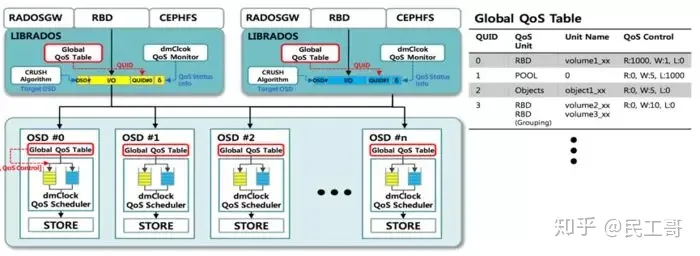 RADOSGW
RBD
CEPHFS
LIBRADOS
Global
QoS Table
dmClcok
QoS Monitor
QUID
CRUSH
Algorithm
Target OSD
OSD#
I/O
QUID#0
δ
QoS Status
info
RADOSGW
RBD
CEPHFS
LIBRADOS
Global
QoS Table
dmClcok
QoS Monitor
QUID
CRUSH
Algorithm
Target OSD
OSD#
I/O
QUID#1
δ
QoS Status
info
OSD #0
Global QoS Table
QoS Control]
dmClock
QoS Scheduler
STORE
OSD #1
Global QoS Table
dmClock
QoS Scheduler
STORE
OSD #2
Global QoS Table
dmClock
QoS Scheduler
STORE
OSD #n
Global QoS Table
dmClock
QoS Scheduler
STORE
Global QoS Table
QUID
QoS
Unit
Unit Name
QoS Control
0 RBD volume1_xx R:1000, W:1, L:0
1 POOL 0 R:0, W:5, L:1000
2 Objects object1_xx R:0, W:5, L:0
3 RBD volume2_xx R:0, W:10, L:0
RBD volume3_xx
(Grouping)
知乎 @民工哥